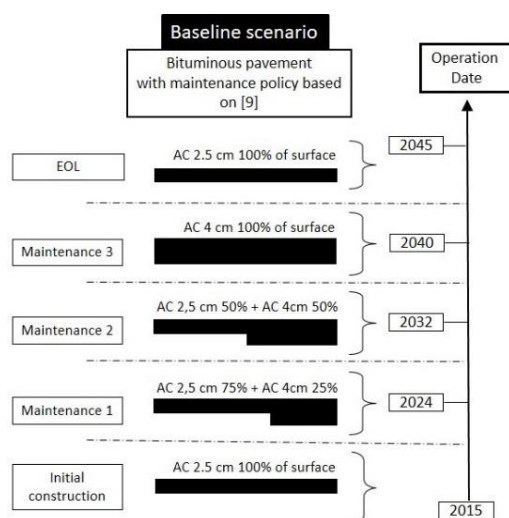 Baseline scenario
Bituminous pavement
with maintenance policy based
on [9]
Operation
Date
2045
AC 2.5 cm 100% of surface
EOL
AC 4 cm 100% of surface
Maintenance 3
2040
AC 2,5 cm 50% + AC 4cm 50%
Maintenance 2
2032
AC 2,5 cm 75% + AC 4cm 25%
Maintenance 1
2024
AC 2.5 cm 100% of surface
Initial
construction
2015